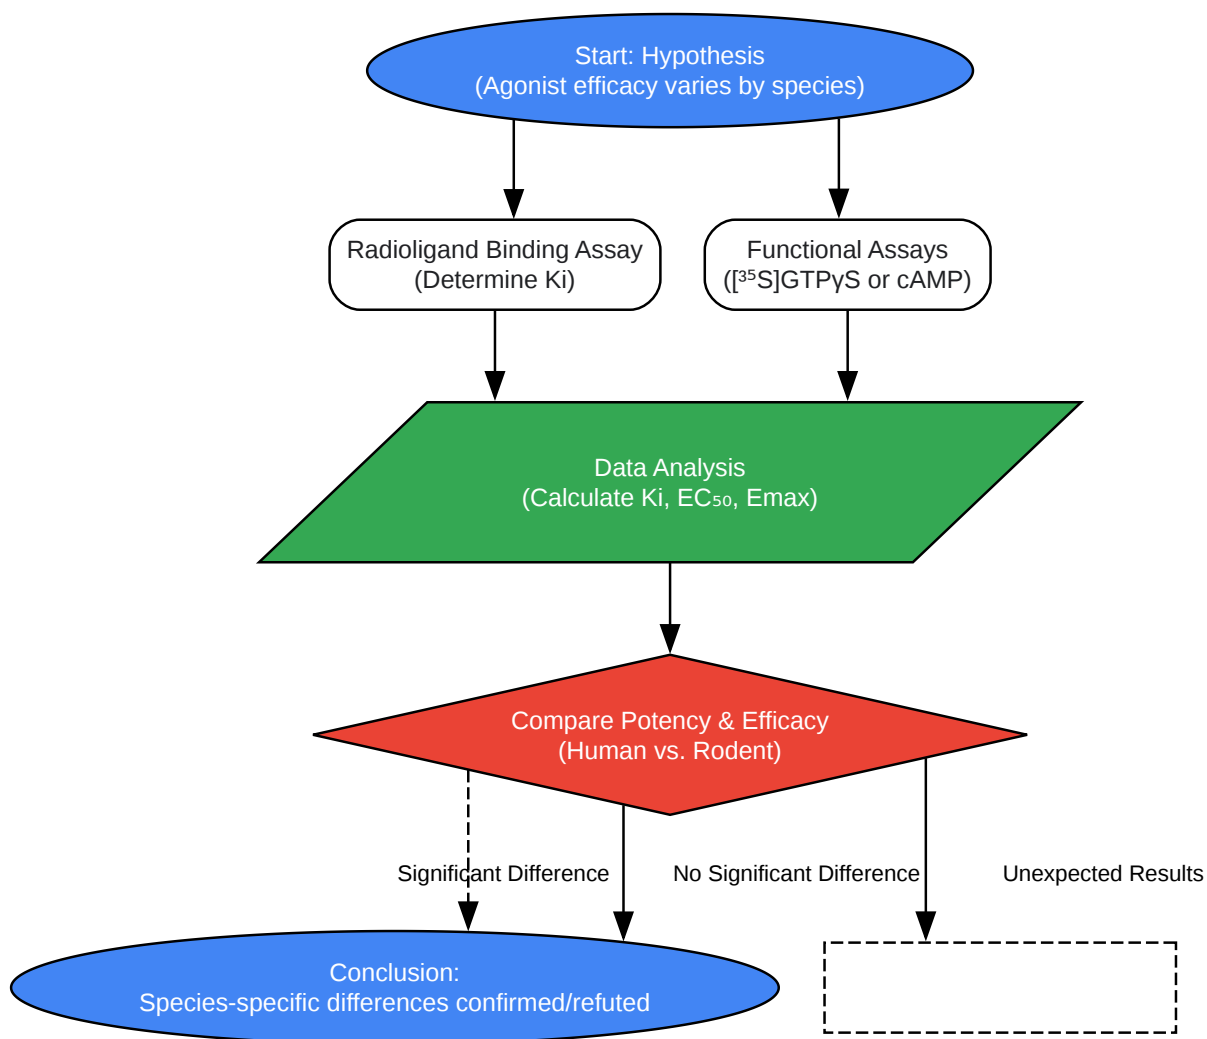 Start: Hypothesis
(Agonist efficacy varies by species)
Radioligand Binding Assay
(Determine Ki)
Functional Assays
([³⁵S]GTPγS or cAMP)
Data Analysis
(Calculate Ki, EC₅₀, Emax)
Compare Potency & Efficacy
(Human vs. Rodent)
Significant Difference
No Significant Difference
Unexpected Results
Conclusion:
Species-specific differences confirmed/refuted